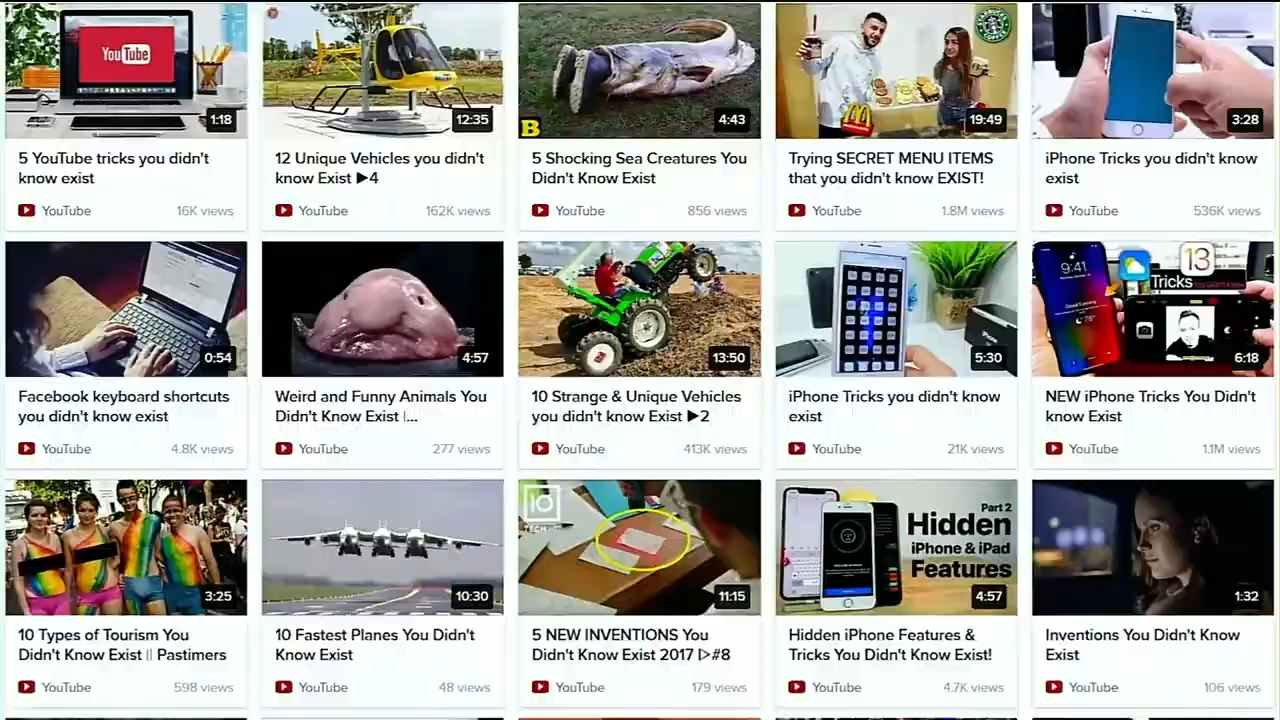 YouTube
1:18
12:35
B
4:43
19:49
3:28
5 YouTube tricks you didn't
know exist
YouTube
16K views
12 Unique Vehicles you didn't
know Exist ▶4
YouTube
162K views
5 Shocking Sea Creatures You
Didn't Know Exist
YouTube
856 views
Trying SECRET MENU ITEMS
that you didn't know EXIST!
YouTube
1.8M views
iPhone Tricks you didn't know
exist
YouTube
536K views
0:54
4:57
13:50
5:30
9:41
13
Tricks
6:18
Facebook keyboard shortcuts
you didn't know exist
YouTube
4.8K views
Weird and Funny Animals You
Didn't Know Exist |...
YouTube
277 views
10 Strange & Unique Vehicles
you didn't know exist ▶2
YouTube
413K views
iPhone Tricks you didn't know
exist
YouTube
21K views
NEW iPhone Tricks You Didn't
know Exist
YouTube
1.1M views
3:25
10:30
10
TECH
11:15
Part 2
Hidden
iPhone & iPad
Features
4:57
1:32
10 Types of Tourism You
Didn't Know Exist || Pastimers
YouTube
598 views
10 Fastest Planes You Didn't
Know Exist
YouTube
48 views
5 NEW INVENTIONS You
Didn't Know Exist 2017 ▷#8
YouTube
179 views
Hidden iPhone Features &
Tricks You Didn't Know Exist!
YouTube
4.7K views
Inventions You Didn't Know
Exist
YouTube
106 views